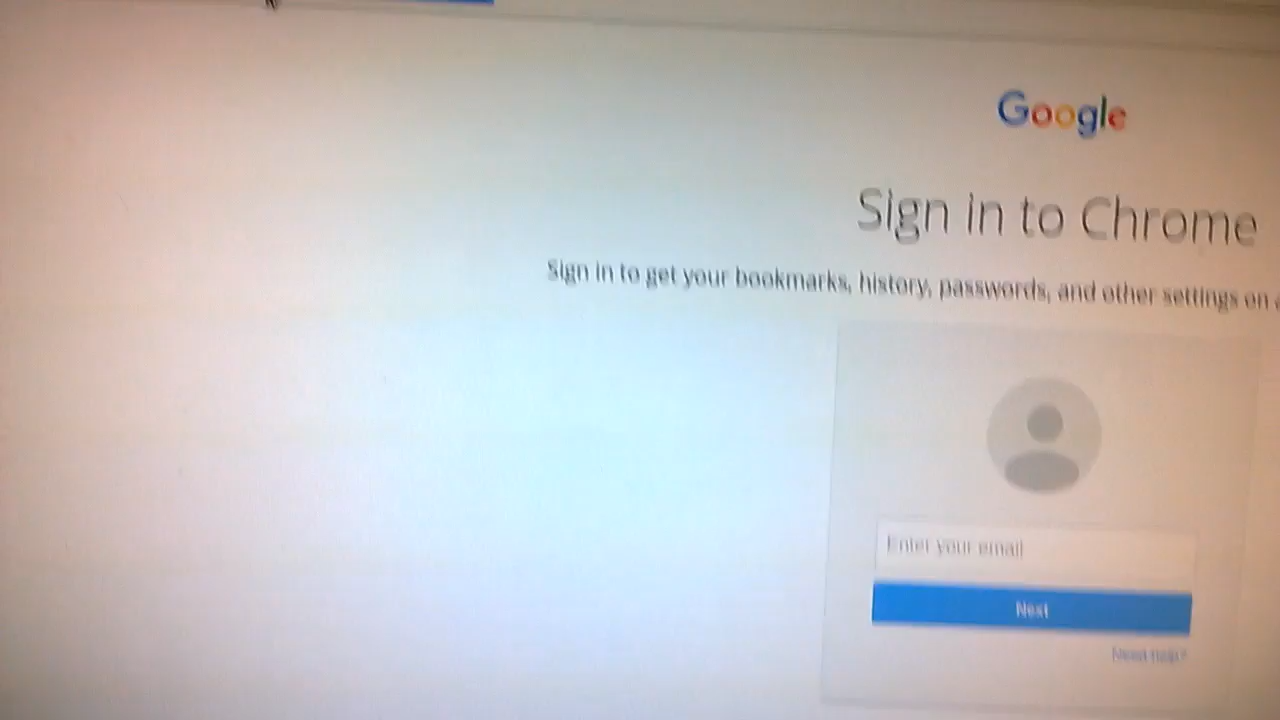 Google
Sign in to Chrome
Sign in to get your bookmarks, history, passwords, and other settings on
Enter your email
Next
Need help?